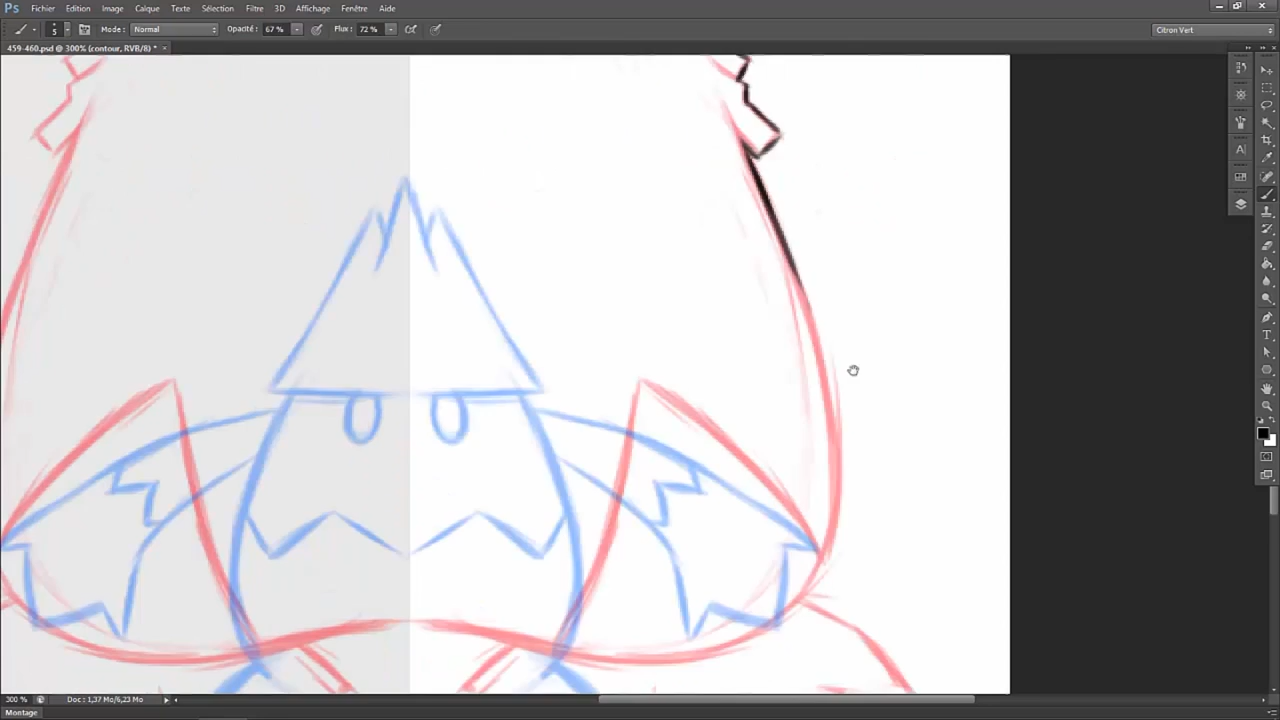 Ps Fichier Edition Image Calque Texte Sélection Filtre 3D Affichage Fenêtre Aide
5 Mode : Normal Opacité : 67 % Flux : 72 % Citron Vert
459-460.psd @ 300% (contour, RVB/8) * ×
A
T
300 % Doc : 1,37 Mo/6,23 Mo
Montage